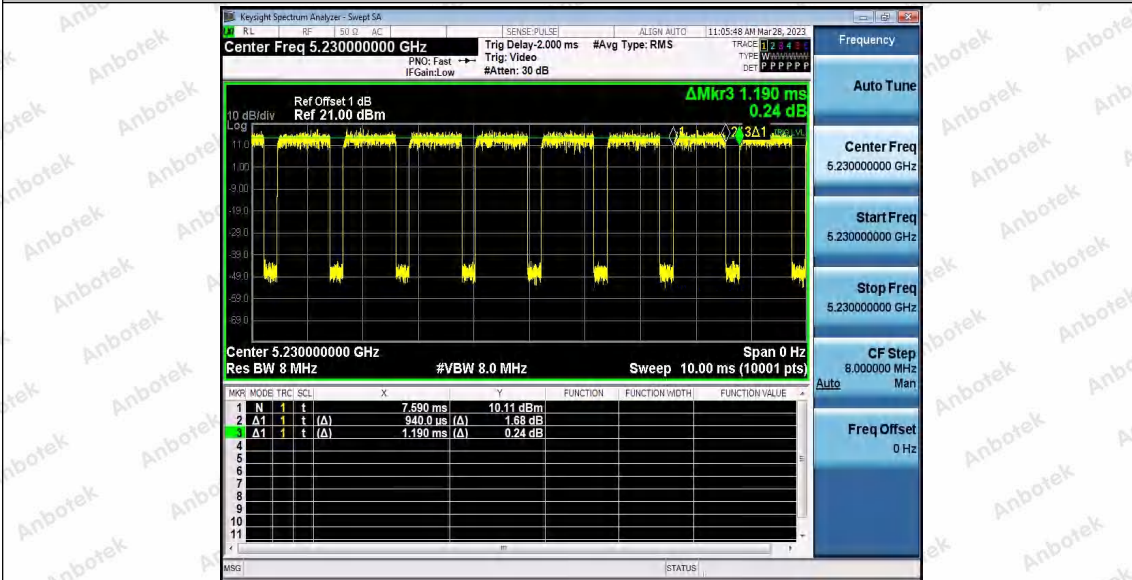 Keysight Spectrum Analyzer - Swept SA
RL RF 50 Ω AC SENSE:PULSE ALIGN AUTO 11:05:48 AM Mar 28, 2023
Center Freq 5.230000000 GHz
PNO: Fast
IFGain:Low
Trig Delay-2.000 ms
Trig: Video
#Atten: 30 dB
#Avg Type: RMS
TRACE 1 2 3 4 5 6
TYPE W
DET P P P P P P
Frequency
Auto Tune
Center Freq
5.230000000 GHz
Start Freq
5.230000000 GHz
Stop Freq
5.230000000 GHz
CF Step
8.000000 MHz
Auto Man
Freq Offset
0 Hz
ΔMkr3 1.190 ms
0.24 dB
Ref Offset 1 dB
10 dB/div Ref 21.00 dBm
Log
11.0
1.00
-9.00
-19.0
-29.0
-39.0
-49.0
-59.0
-69.0
1 2 3Δ1 TRIG LVL
Center 5.230000000 GHz Span 0 Hz
Res BW 8 MHz #VBW 8.0 MHz Sweep 10.00 ms (10001 pts)
MKR MODE TRC SCL X Y FUNCTION FUNCTION WIDTH FUNCTION VALUE
1 N 1 t 7.590 ms 10.11 dBm
2 Δ1 1 t (Δ) 940.0 µs (Δ) 1.68 dB
3 Δ1 1 t (Δ) 1.190 ms (Δ) 0.24 dB
4
5
6
7
8
9
10
11
MSG STATUS
Anbotek